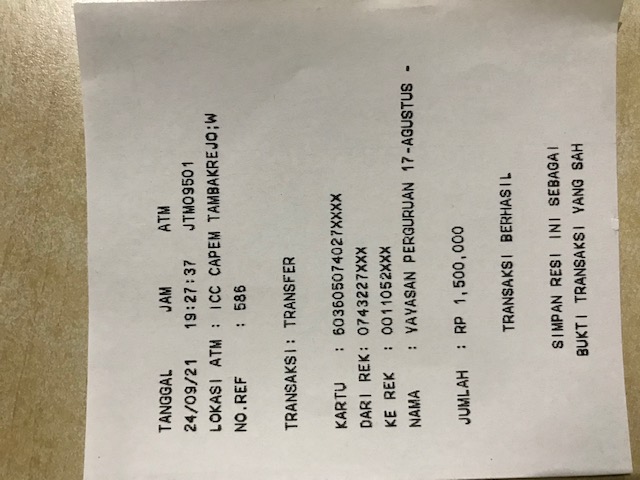 TANGGAL JAM ATM
24/09/21 19:27:37 JTM09501
LOKASI ATM : ICC CAPEM TAMBAKREJO;W
NO.REF : 586
TRANSAKSI: TRANSFER
KARTU : 603605074027XXXX
DARI REK: 0743227XXX
KE REK : 0011052XXX
NAMA : YAYASAN PERGURUAN 17-AGUSTUS -
JUMLAH : RP 1,500,000
TRANSAKSI BERHASIL
SIMPAN RESI INI SEBAGAI
BUKTI TRANSAKSI YANG SAH